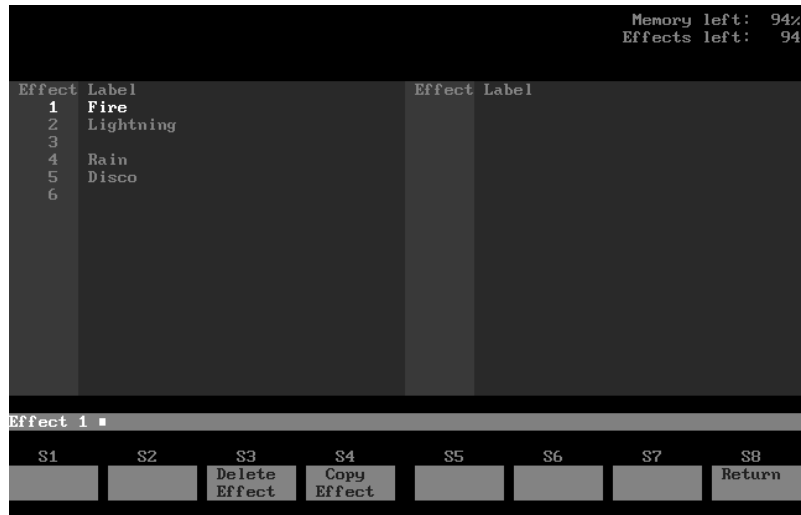 Memory left: 94%
Effects left: 94
Effect Label Effect Label
1 Fire
2 Lightning
3
4 Rain
5 Disco
6
Effect 1
S1 S2 S3 S4 S5 S6 S7 S8
Delete Copy Return
Effect Effect